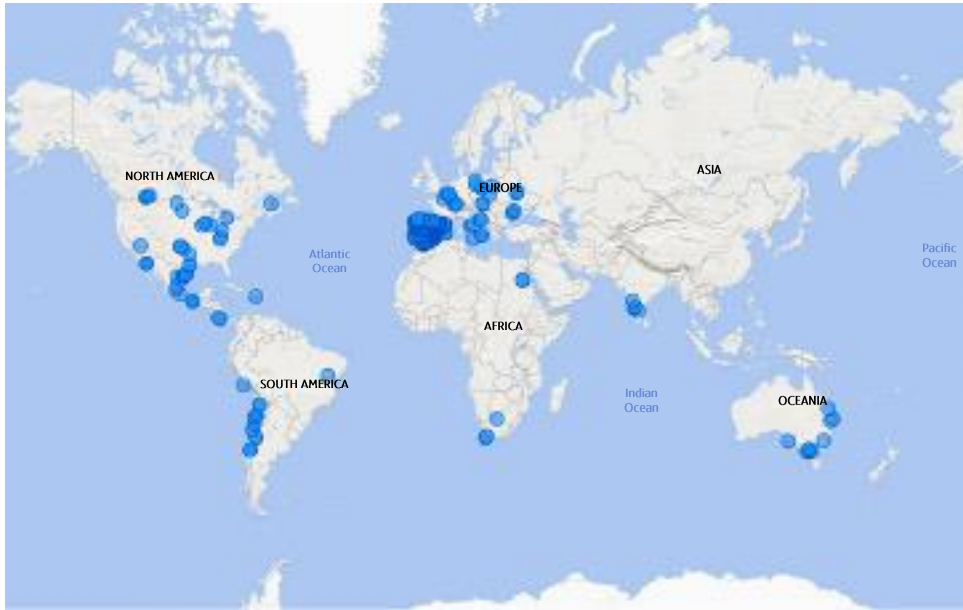 ASIA
NORTH AMERICA
EUROPE
Atlantic
Ocean
Pacific
Ocean
AFRICA
SOUTH AMERICA
Indian
Ocean
OCEANIA